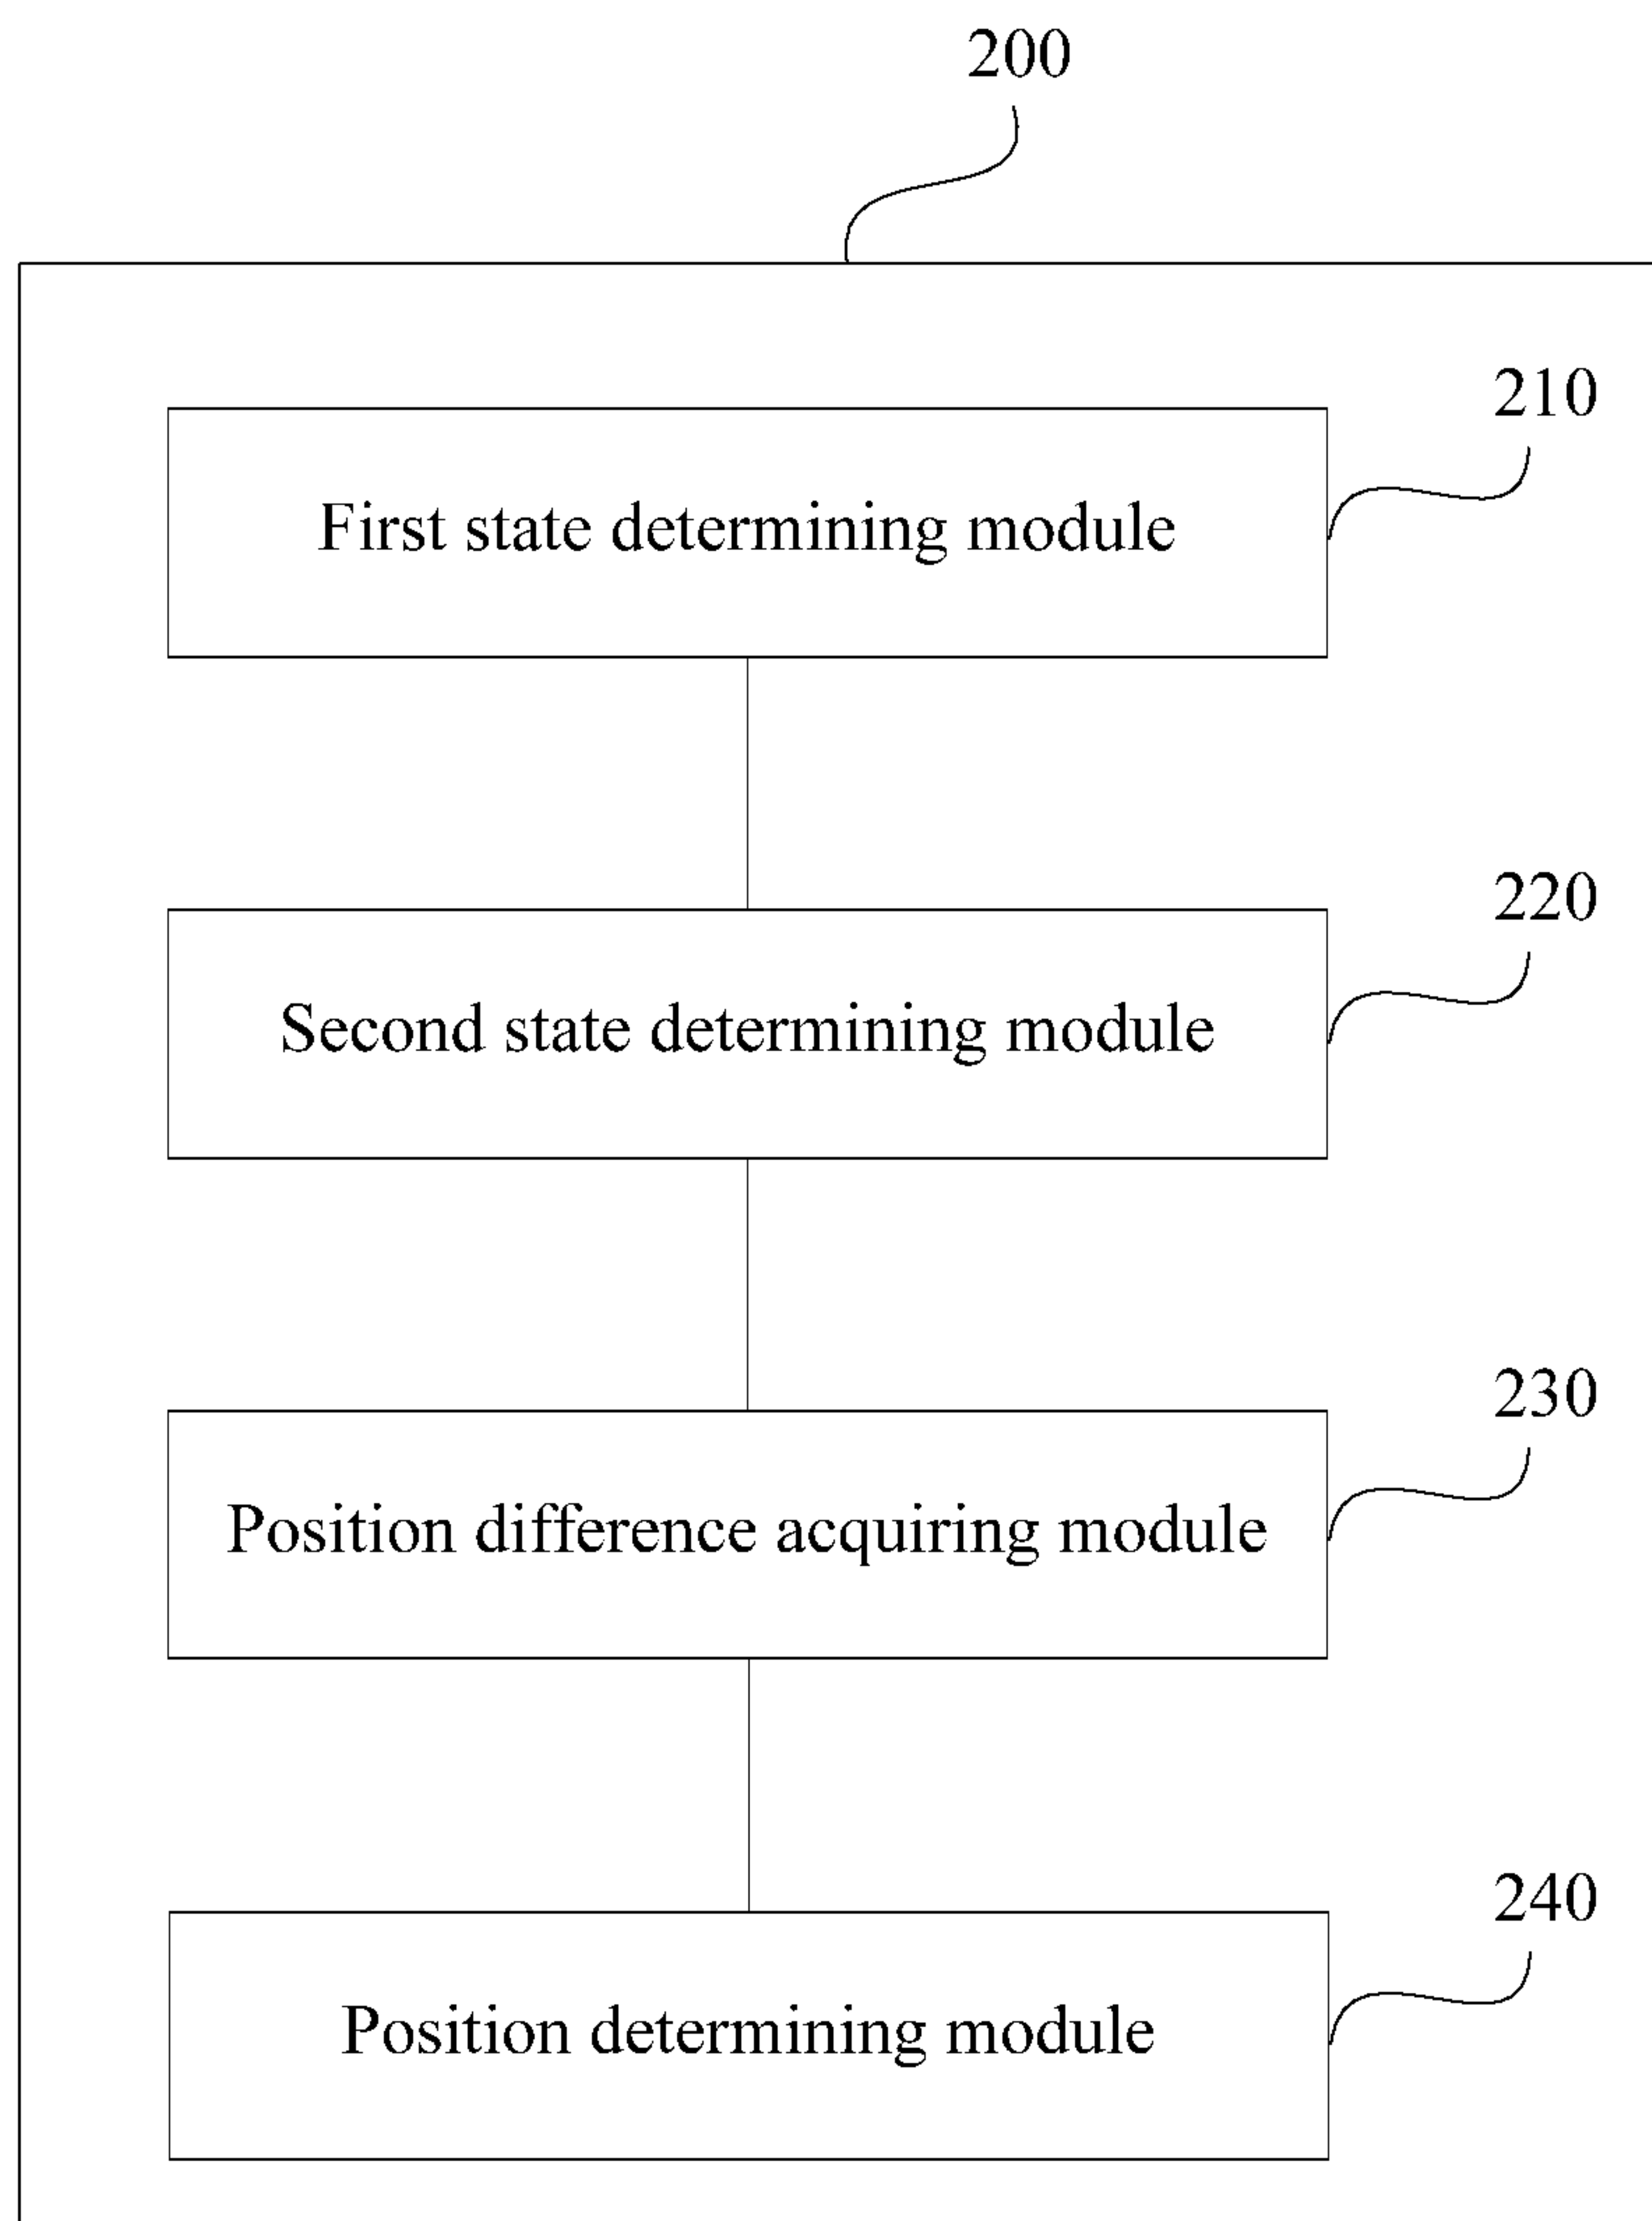 200
210
First state determining module
220
Second state determining module
230
Position difference acquiring module
240
Position determining module